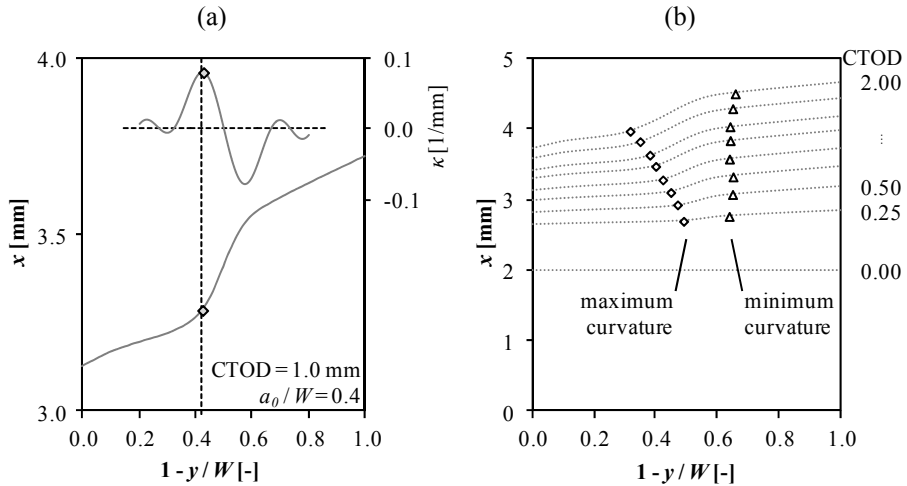 (a)
4.0
3.5
3.0
x [mm]
0.1
0.0
-0.1
κ [1/mm]
CTOD = 1.0 mm
a0 / W = 0.4
0.0 0.2 0.4 0.6 0.8 1.0
1 - y / W [-]
(b)
5
4
3
2
1
0
x [mm]
CTOD
2.00
...
0.50
0.25
0.00
maximum
curvature
minimum
curvature
0.0 0.2 0.4 0.6 0.8 1.0
1 - y / W [-]